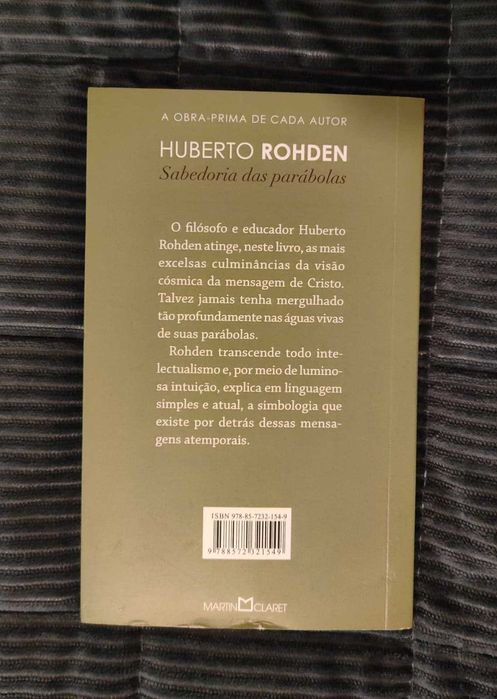 A OBRA-PRIMA DE CADA AUTOR
HUBERTO ROHDEN
Sabedoria das parábolas
O filósofo e educador Huberto
Rohden atinge, neste livro, as mais
excelsas culminâncias da visão
cósmica da mensagem de Cristo.
Talvez jamais tenha mergulhado
tão profundamente nas águas vivas
de suas parábolas.
Rohden transcende todo inte-
lectualismo e, por meio de lumino-
sa intuição, explica em linguagem
simples e atual, a simbologia que
existe por detrás dessas mensa-
gens atemporais.
ISBN 978-85-7232-154-9
9 788572 321549
MARTIN CLARET